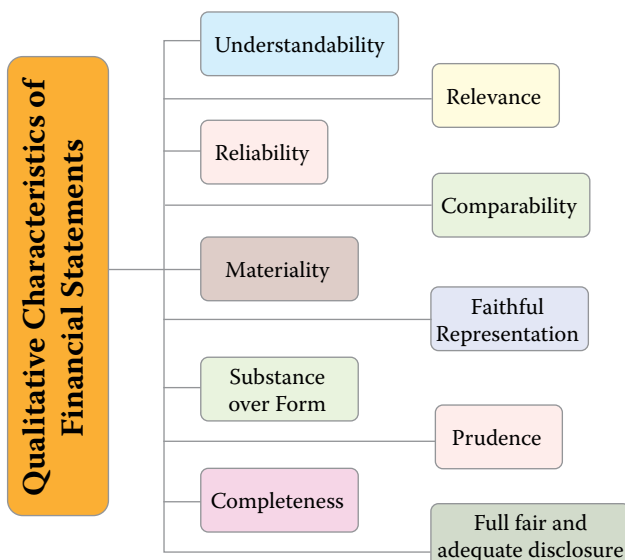 Qualitative Characteristics of
Financial Statements
Understandability
Relevance
Reliability
Comparability
Materiality
Faithful
Representation
Substance
over Form
Prudence
Completeness
Full fair and
adequate disclosure